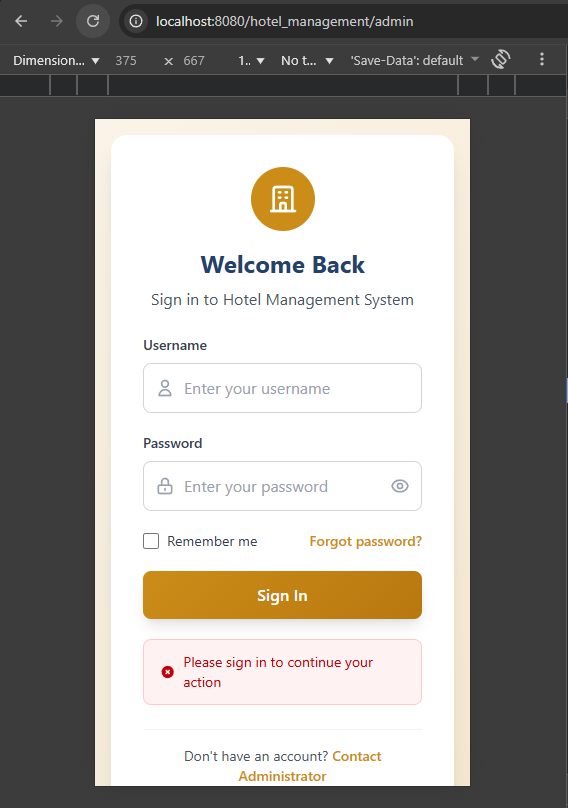 localhost:8080/hotel_management/admin
Dimension... ▼ 375 × 667 1.. ▼ No t... ▼ 'Save-Data': default ▼
Welcome Back
Sign in to Hotel Management System
Username
Enter your username
Password
Enter your password
Remember me Forgot password?
Sign In
Please sign in to continue your
action
Don't have an account? Contact
Administrator